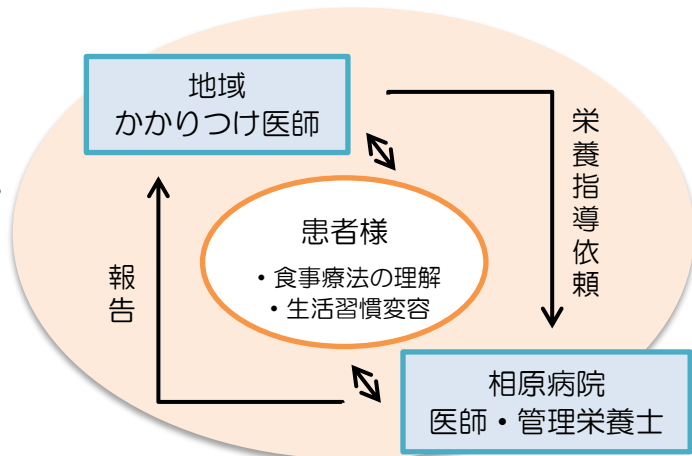 地域
かかりつけ医師
栄養指導依頼
患者様
・食事療法の理解
・生活習慣変容
報告
相原病院
医師・管理栄養士